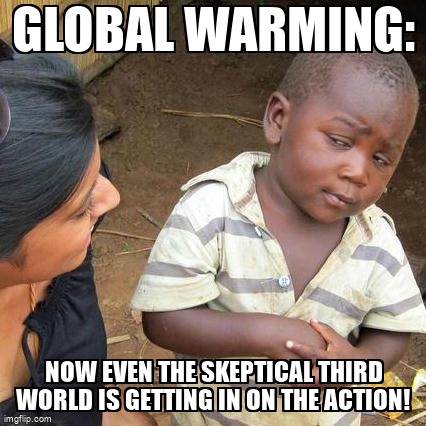 GLOBAL WARMING:
NOW EVEN THE SKEPTICAL THIRD
WORLD IS GETTING IN ON THE ACTION!
imgflip.com